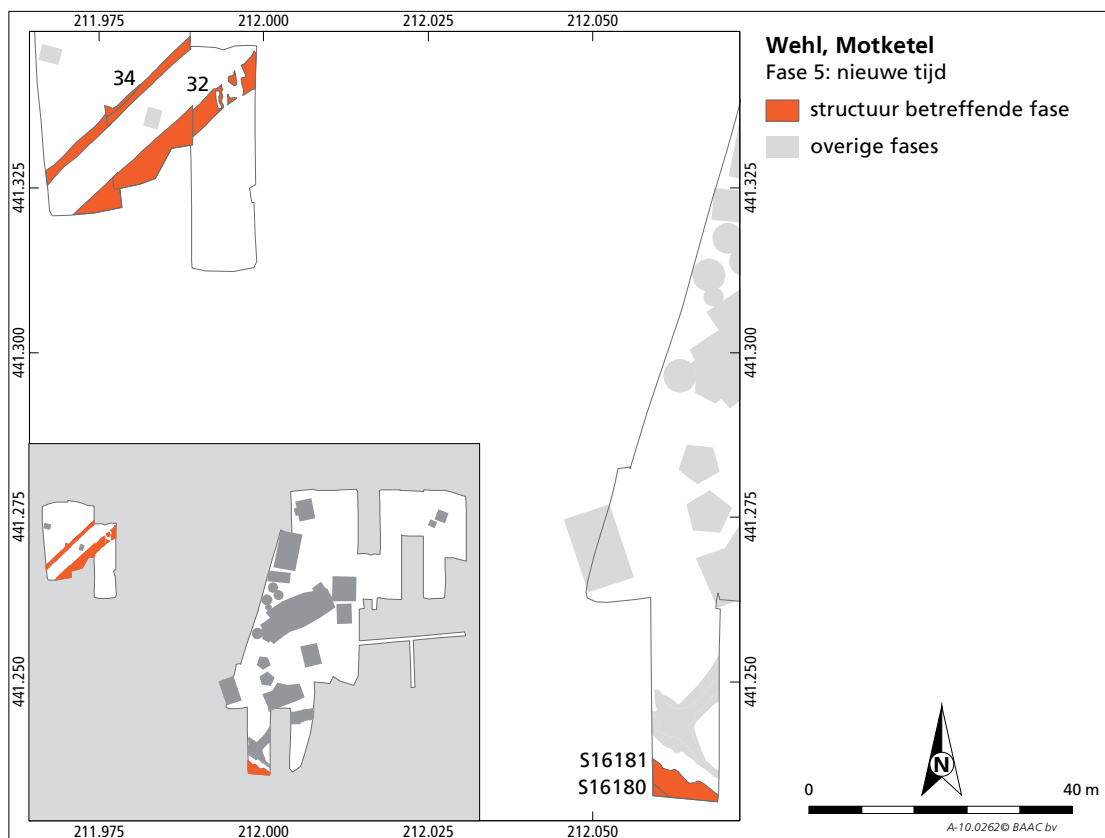 211.975
212.000
212.025
212.050
Wehl, Motketel
Fase 5: nieuwe tijd
structuur betreffende fase
overige fases
34
32
441.325
441.325
441.300
441.300
441.275
441.275
441.250
441.250
S16181
S16180
N
0
40 m
A-10.0262© BAAC bv
211.975
212.000
212.025
212.050